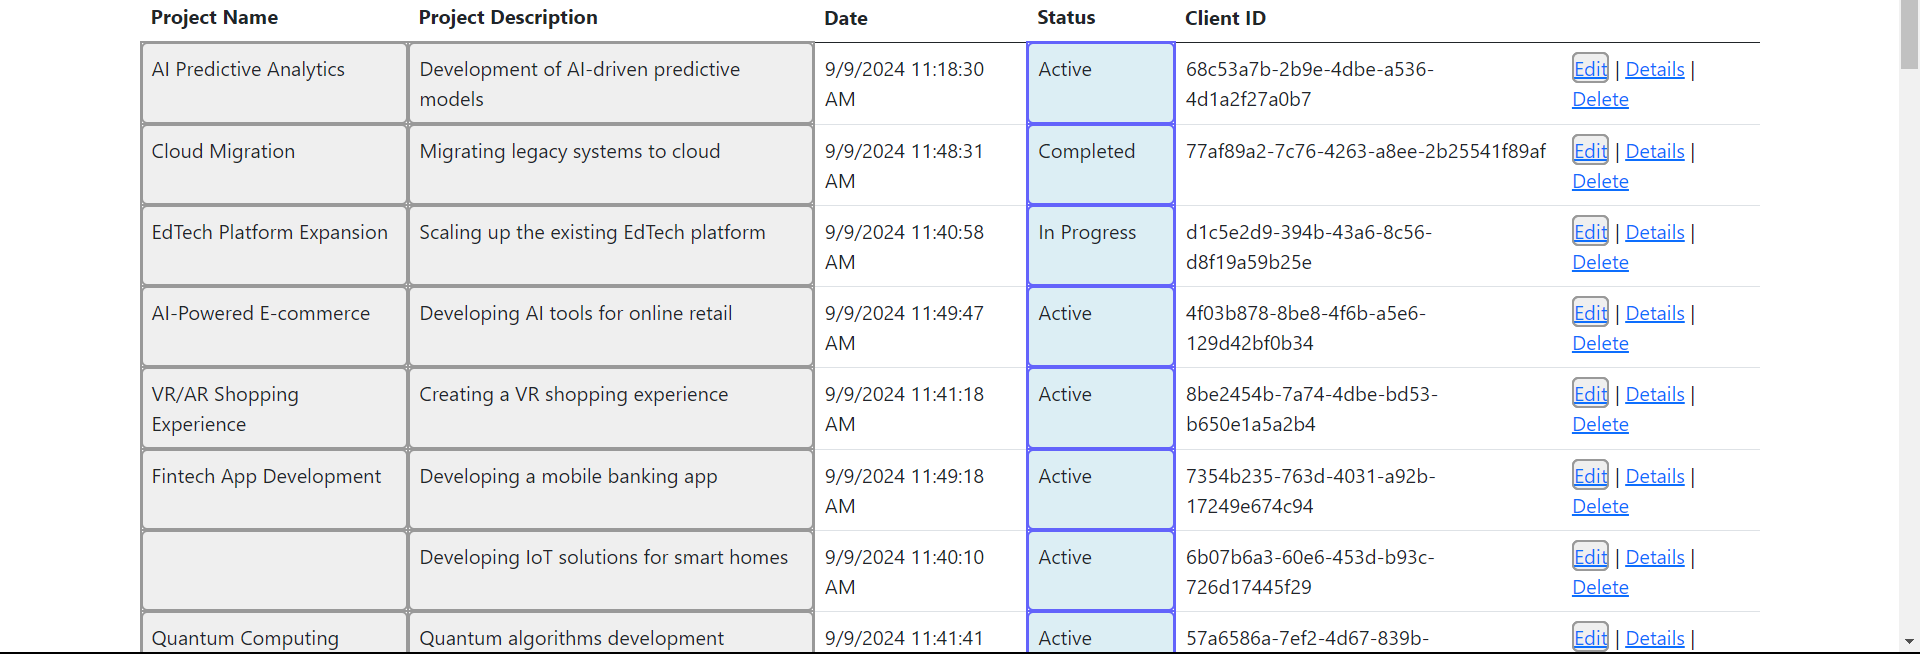 Project Name Project Description Date Status Client ID
AI Predictive Analytics Development of AI-driven predictive 9/9/2024 11:18:30 Active 68c53a7b-2b9e-4dbe-a536- Edit | Details |
models AM 4d1a2f27a0b7 Delete
Cloud Migration Migrating legacy systems to cloud 9/9/2024 11:48:31 Completed 77af89a2-7c76-4263-a8ee-2b25541f89af Edit | Details |
AM Delete
EdTech Platform Expansion Scaling up the existing EdTech platform 9/9/2024 11:40:58 In Progress d1c5e2d9-394b-43a6-8c56- Edit | Details |
AM d8f19a59b25e Delete
AI-Powered E-commerce Developing AI tools for online retail 9/9/2024 11:49:47 Active 4f03b878-8be8-4f6b-a5e6- Edit | Details |
AM 129d42bf0b34 Delete
VR/AR Shopping Creating a VR shopping experience 9/9/2024 11:41:18 Active 8be2454b-7a74-4dbe-bd53- Edit | Details |
Experience AM b650e1a5a2b4 Delete
Fintech App Development Developing a mobile banking app 9/9/2024 11:49:18 Active 7354b235-763d-4031-a92b- Edit | Details |
AM 17249e674c94 Delete
Developing IoT solutions for smart homes 9/9/2024 11:40:10 Active 6b07b6a3-60e6-453d-b93c- Edit | Details |
AM 726d17445f29 Delete
Quantum Computing Quantum algorithms development 9/9/2024 11:41:41 Active 57a6586a-7ef2-4d67-839b- Edit | Details |